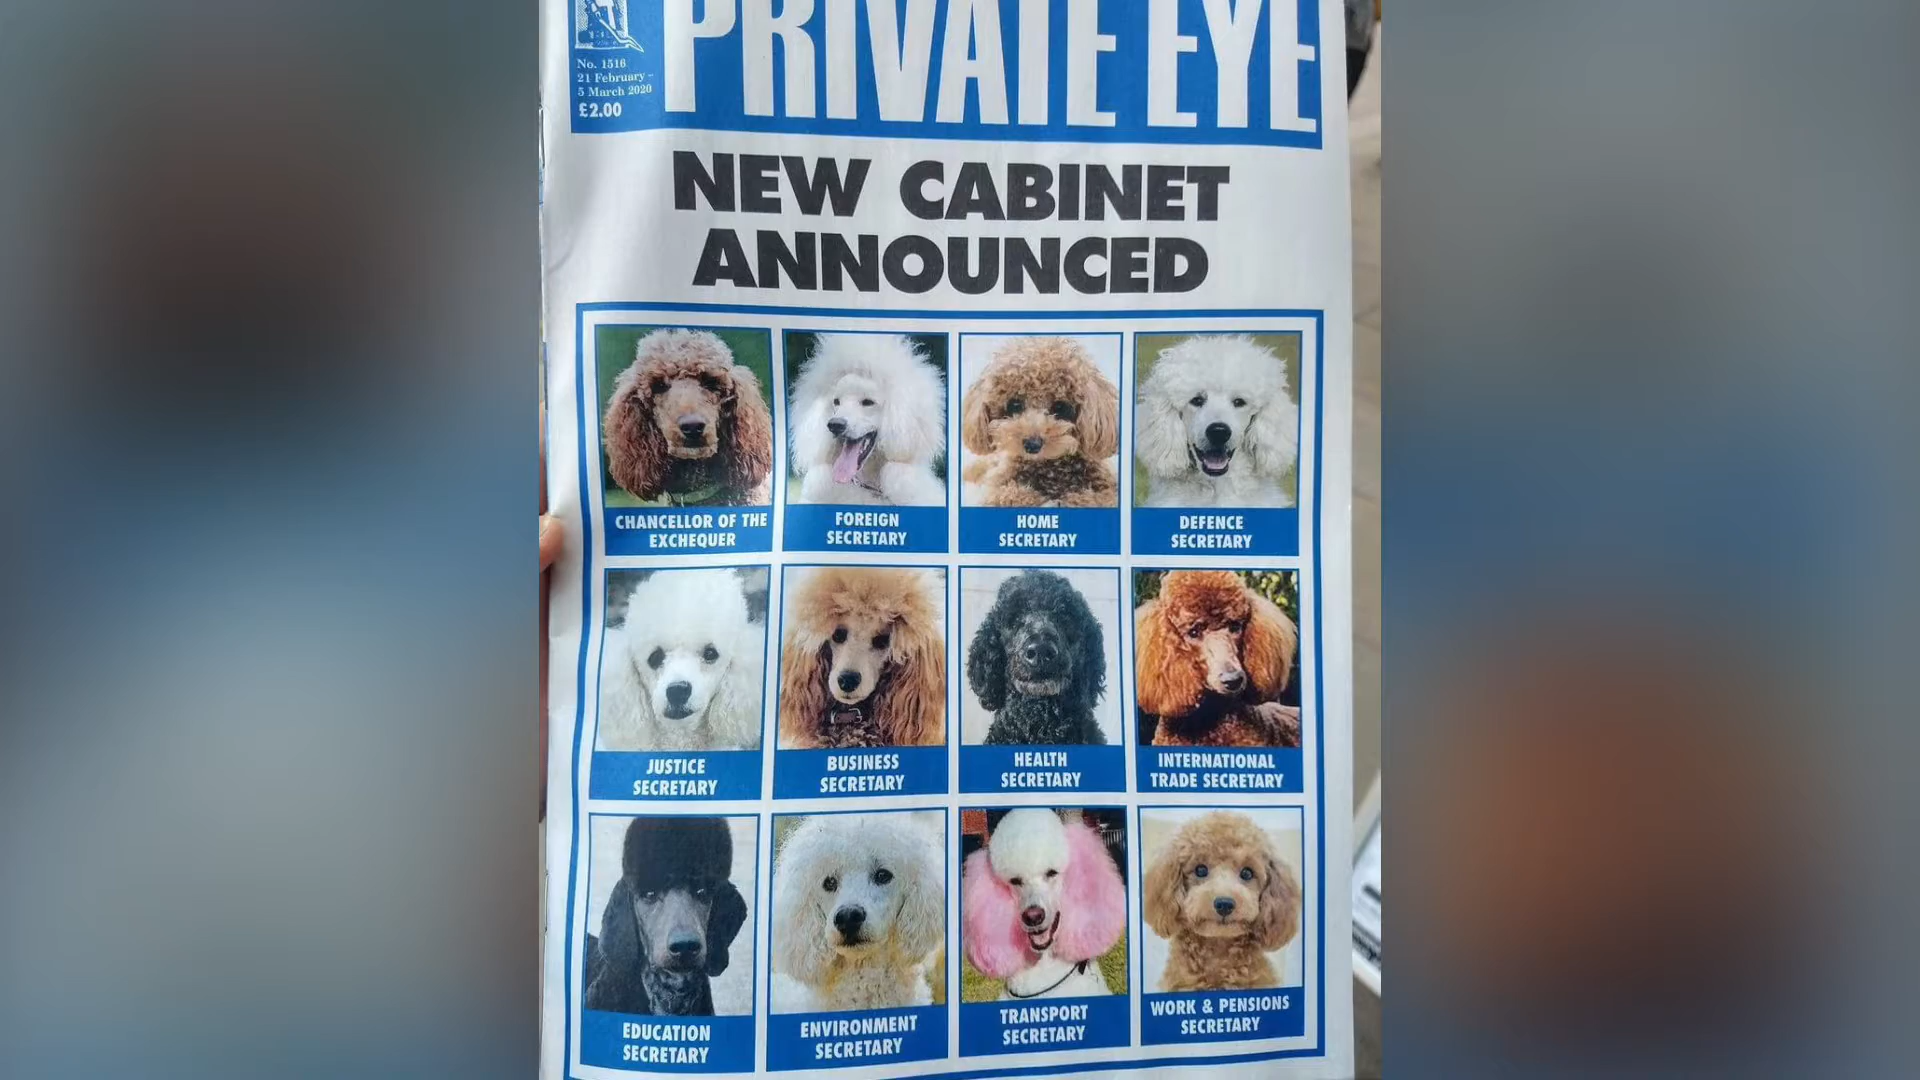 PRIVATE EYE
No. 1516
21 February –
5 March 2020
£2.00
NEW CABINET
ANNOUNCED
CHANCELLOR OF THE
EXCHEQUER
FOREIGN
SECRETARY
HOME
SECRETARY
DEFENCE
SECRETARY
JUSTICE
SECRETARY
BUSINESS
SECRETARY
HEALTH
SECRETARY
INTERNATIONAL
TRADE SECRETARY
EDUCATION
SECRETARY
ENVIRONMENT
SECRETARY
TRANSPORT
SECRETARY
WORK & PENSIONS
SECRETARY